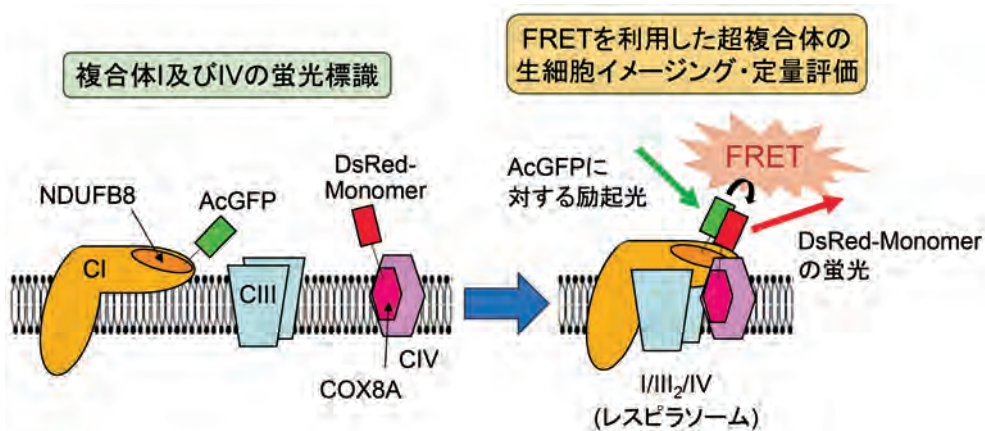 複合体I及びIVの蛍光標識
FRETを利用した超複合体の
生細胞イメージング・定量評価
NDUFB8
AcGFP
DsRed-
Monomer
CI
CIII
CIV
COX8A
AcGFPIに
対する励起光
FRET
DsRed-Monomer
の蛍光
I/III₂/IV
(レスピラソーム)